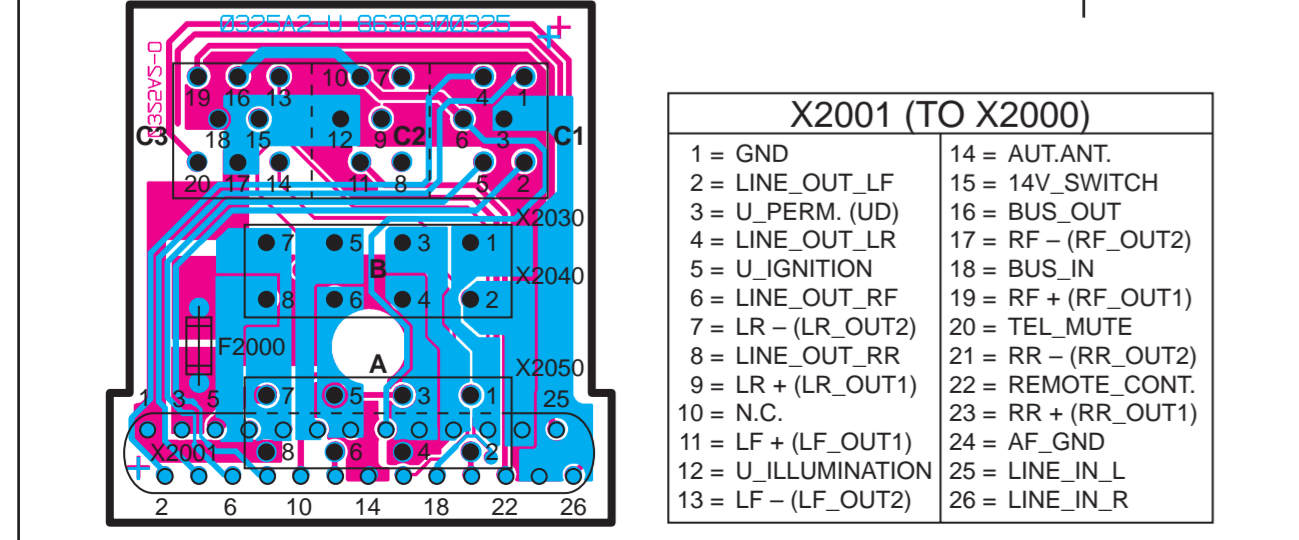 0325A2-U 8638300325
0325AS-O
19 16 13 10 7 4 1
C3 18 15 12 9 C2 6 3 C1
20 17 14 11 8 5 2
X2030
7 5 3 1
B
X2040
8 6 4 2
F2000
A
X2050
1 3 5 7 5 3 1 25
X2001 8 6 4 2
2 6 10 14 18 22 26
X2001 (TO X2000)
1 = GND
2 = LINE_OUT_LF
3 = U_PERM. (UD)
4 = LINE_OUT_LR
5 = U_IGNITION
6 = LINE_OUT_RF
7 = LR – (LR_OUT2)
8 = LINE_OUT_RR
9 = LR + (LR_OUT1)
10 = N.C.
11 = LF + (LF_OUT1)
12 = U_ILLUMINATION
13 = LF – (LF_OUT2)
14 = AUT.ANT.
15 = 14V_SWITCH
16 = BUS_OUT
17 = RF – (RF_OUT2)
18 = BUS_IN
19 = RF + (RF_OUT1)
20 = TEL_MUTE
21 = RR – (RR_OUT2)
22 = REMOTE_CONT.
23 = RR + (RR_OUT1)
24 = AF_GND
25 = LINE_IN_L
26 = LINE_IN_R